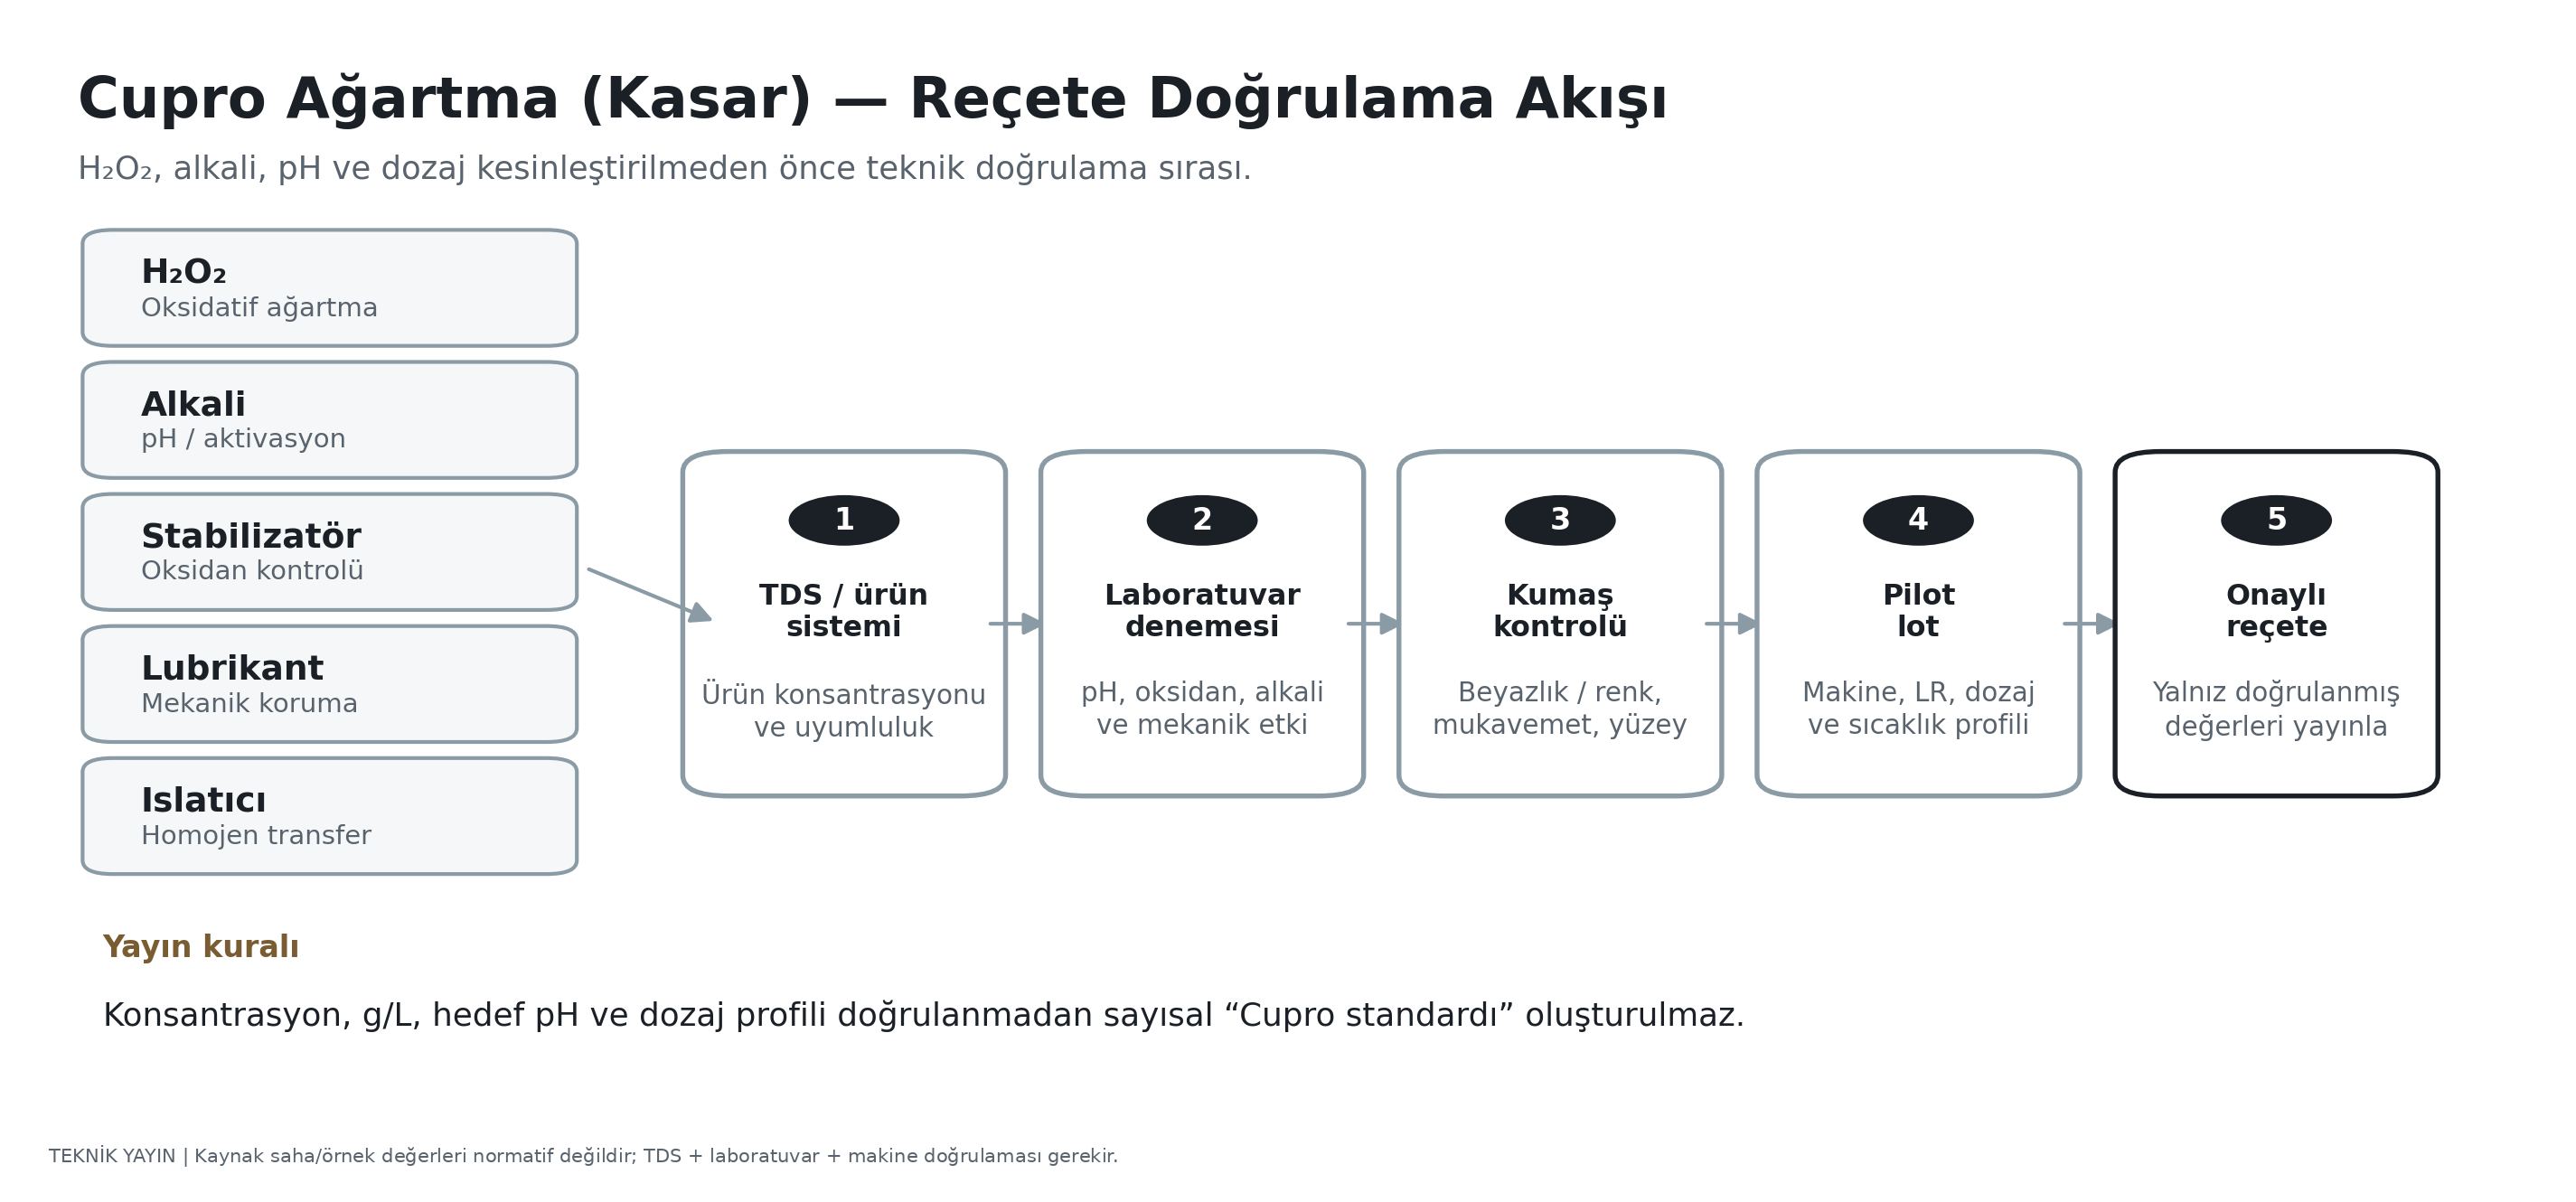 Cupro Ağartma (Kasar) — Reçete Doğrulama Akışı
H₂O₂, alkali, pH ve dozaj kesinleştirilmeden önce teknik doğrulama sırası.
H₂O₂
Oksidatif ağartma
Alkali
pH / aktivasyon
Stabilizatör
Oksidan kontrolü
Lubrikant
Mekanik koruma
Islatıcı
Homojen transfer
1
TDS / ürün
sistemi
Ürün konsantrasyonu
ve uyumluluk
2
Laboratuvar
denemesi
pH, oksidan, alkali
ve mekanik etki
3
Kumaş
kontrolü
Beyazlık / renk,
mukavemet, yüzey
4
Pilot
lot
Makine, LR, dozaj
ve sıcaklık profili
5
Onaylı
reçete
Yalnız doğrulanmış
değerleri yayınla
Yayın kuralı
Konsantrasyon, g/L, hedef pH ve dozaj profili doğrulanmadan sayısal “Cupro standardı” oluşturulmaz.
TEKNİK YAYIN | Kaynak saha/örnek değerleri normatif değildir; TDS + laboratuvar + makine doğrulaması gerekir.